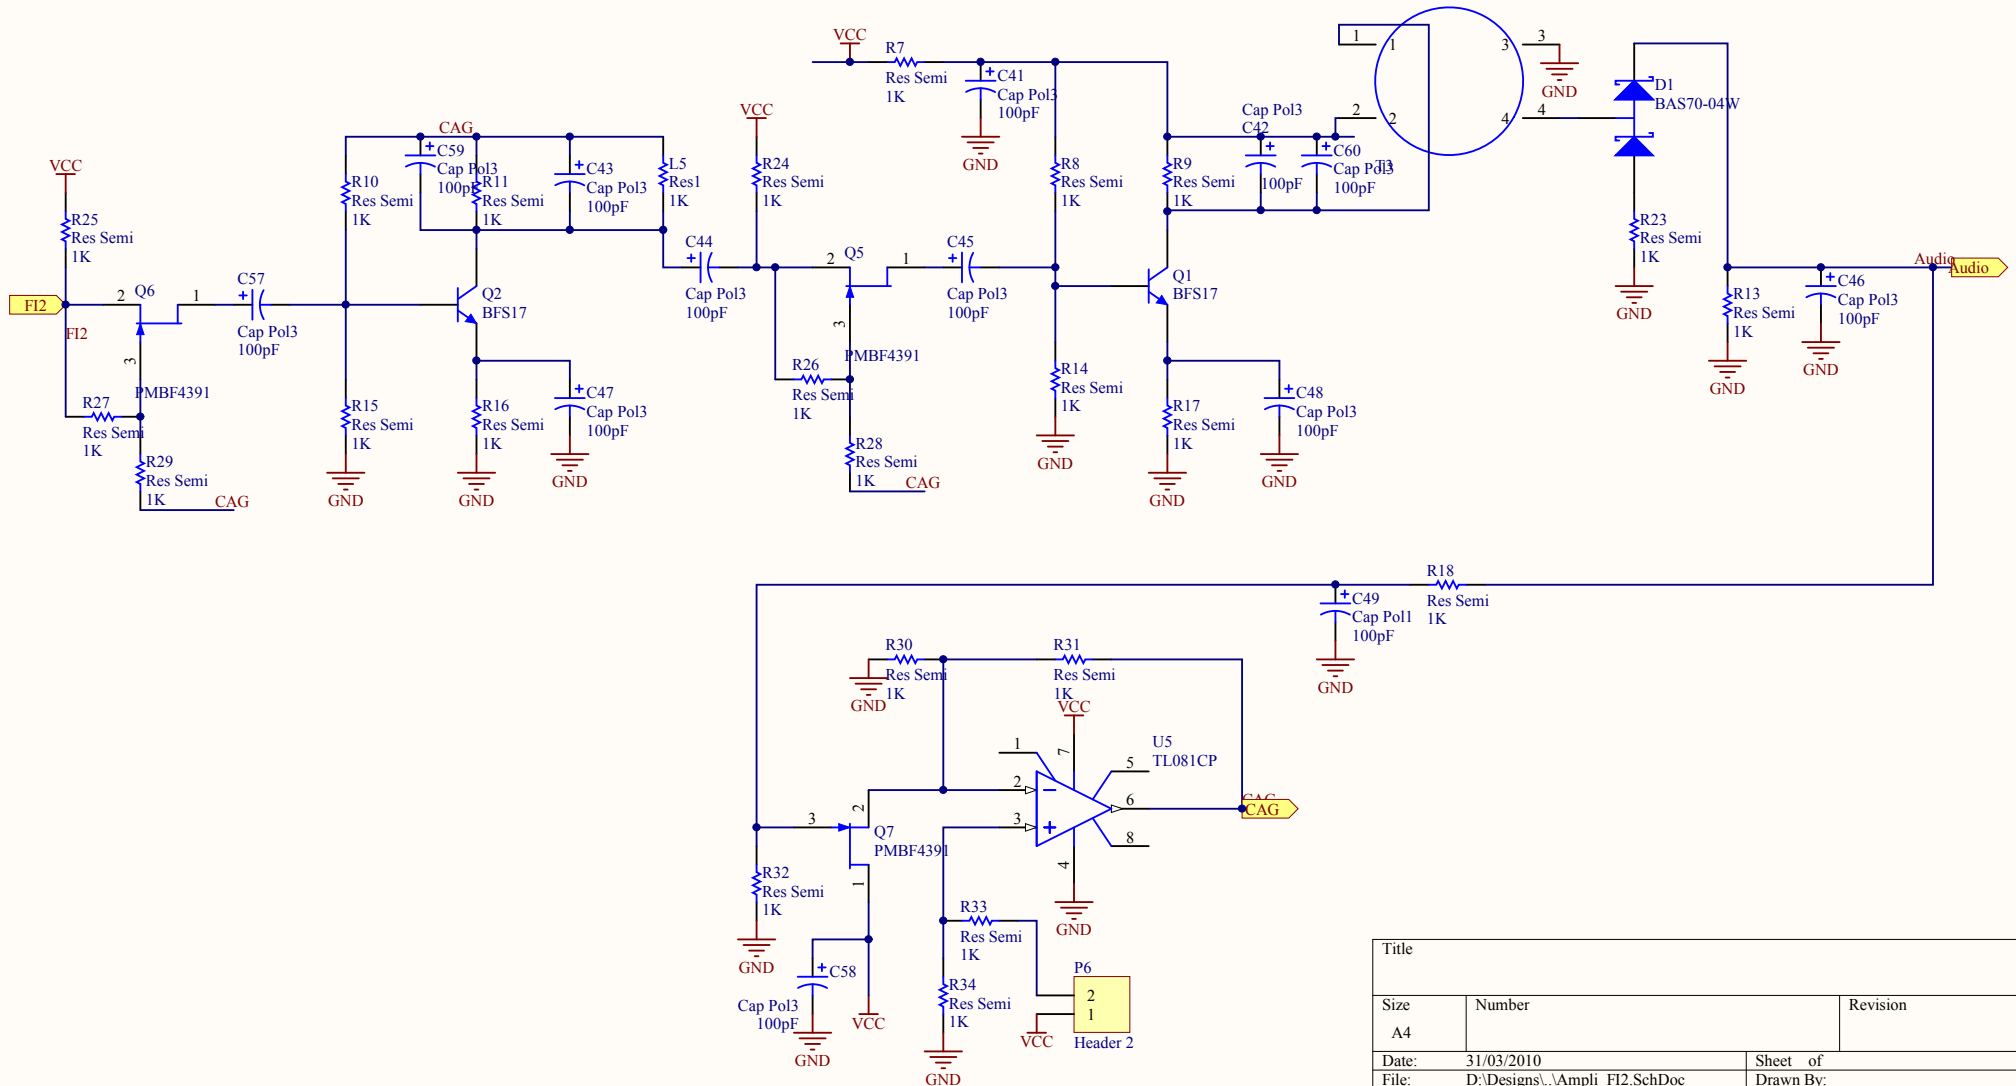 VCC
R25
Res Semi
1K
FI2
FI2
2
Q6
1
3
PMBF4391
R27
Res Semi
1K
R29
Res Semi
1K
CAG
C57
Cap Pol3
100pF
R10
Res Semi
1K
CAG
C59
Cap Pol3
100pF
R11
Res Semi
1K
C43
Cap Pol3
100pF
L5
Res1
1K
Q2
BFS17
R15
Res Semi
1K
GND
R16
Res Semi
1K
GND
C47
Cap Pol3
100pF
GND
C44
Cap Pol3
100pF
VCC
R24
Res Semi
1K
2
Q5
1
3
PMBF4391
R26
Res Semi
1K
R28
Res Semi
1K
CAG
C45
Cap Pol3
100pF
VCC
R7
Res Semi
1K
C41
Cap Pol3
100pF
GND
R8
Res Semi
1K
R9
Res Semi
1K
Cap Pol3
C42
100pF
C60
Cap Pol3
100pF
T3
1
1
2
2
3
3
4
4
GND
D1
BAS70-04W
R23
Res Semi
1K
GND
Q1
BFS17
R14
Res Semi
1K
GND
R17
Res Semi
1K
GND
C48
Cap Pol3
100pF
GND
Audio
Audio
R13
Res Semi
1K
GND
C46
Cap Pol3
100pF
GND
R18
Res Semi
1K
C49
Cap Pol1
100pF
GND
R30
Res Semi
1K
GND
R31
Res Semi
1K
VCC
U5
TL081CP
1
7
5
2
6
3
8
4
GND
CAG
CAG
3
2
Q7
PMBF4391
1
R32
Res Semi
1K
GND
C58
Cap Pol3
100pF
GND
VCC
R33
Res Semi
1K
R34
Res Semi
1K
GND
P6
2
1
VCC
Header 2
Title
Size
Number
Revision
A4
Date:
31/03/2010
Sheet of
File:
D:\Designs\..\Ampli_FI2.SchDoc
Drawn By: